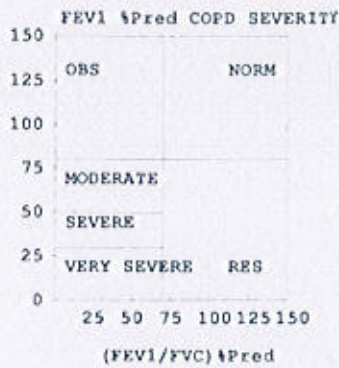 FEV1 %Pred COPD SEVERITY
150
125
OBS NORM
100
75
MODERATE
50
SEVERE
25
VERY SEVERE RES
0
25 50 75 100 125 150
(FEV1/FVC) %Pred